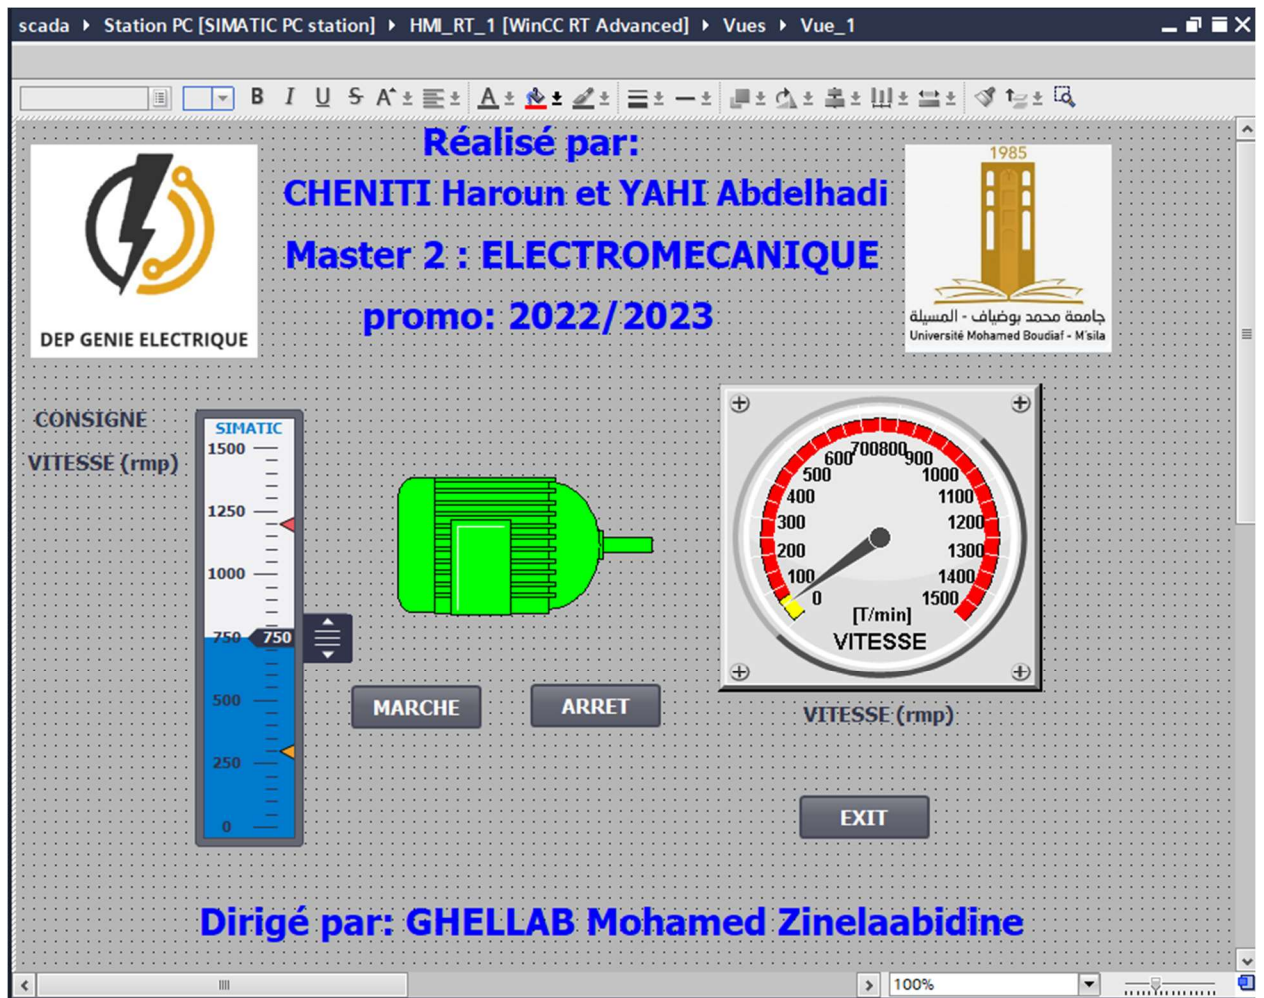 scada ▸ Station PC [SIMATIC PC station] ▸ HMI_RT_1 [WinCC RT Advanced] ▸ Vues ▸ Vue_1
B I U S A A
Réalisé par:
CHENITI Haroun et YAHI Abdelhadi
Master 2 : ELECTROMECANIQUE
promo: 2022/2023
DEP GENIE ELECTRIQUE
1985
جامعة محمد بوضياف - المسيلة
Université Mohamed Boudiaf - M'sila
CONSIGNE
VITESSE (rmp)
SIMATIC
1500
1250
1000
750 750
500
250
0
MARCHE
ARRET
0
100
200
300
400
500
600
700
800
900
1000
1100
1200
1300
1400
1500
[T/min]
VITESSE
VITESSE (rmp)
EXIT
Dirigé par: GHELLAB Mohamed Zinelaabidine
100%